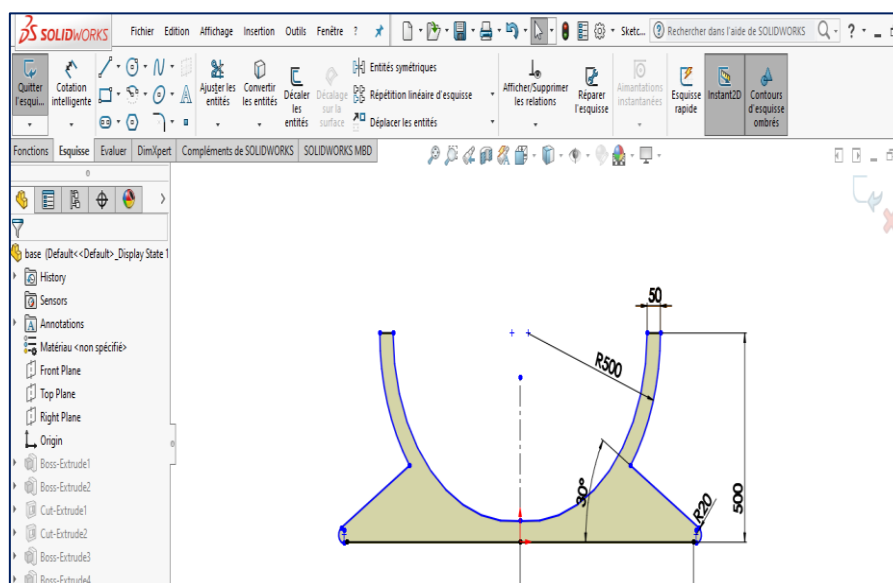 SOLIDWORKS Fichier Edition Affichage Insertion Outils Fenêtre ? Sketc... ? Rechercher dans l'aide de SOLIDWORKS ?
Quitter l'esqui... Cotation intelligente Ajuster les entités Convertir les entités Décaler les entités Décalage sur la surface Entités symétriques
Répétition linéaire d'esquisse
Déplacer les entités
Afficher/Supprimer les relations Réparer l'esquisse Aimantations instantanées Esquisse rapide Instant2D Contours d'esquisse ombrés
Fonctions Esquisse Evaluer DimXpert Compléments de SOLIDWORKS SOLIDWORKS MBD
base (Default<<Default>_Display State 1
History
Sensors
Annotations
Matériau <non spécifié>
Front Plane
Top Plane
Right Plane
Origin
Boss-Extrude1
Boss-Extrude2
Cut-Extrude1
Cut-Extrude2
Boss-Extrude3
Boss-Extrude4
50
R500
30°
R20
500